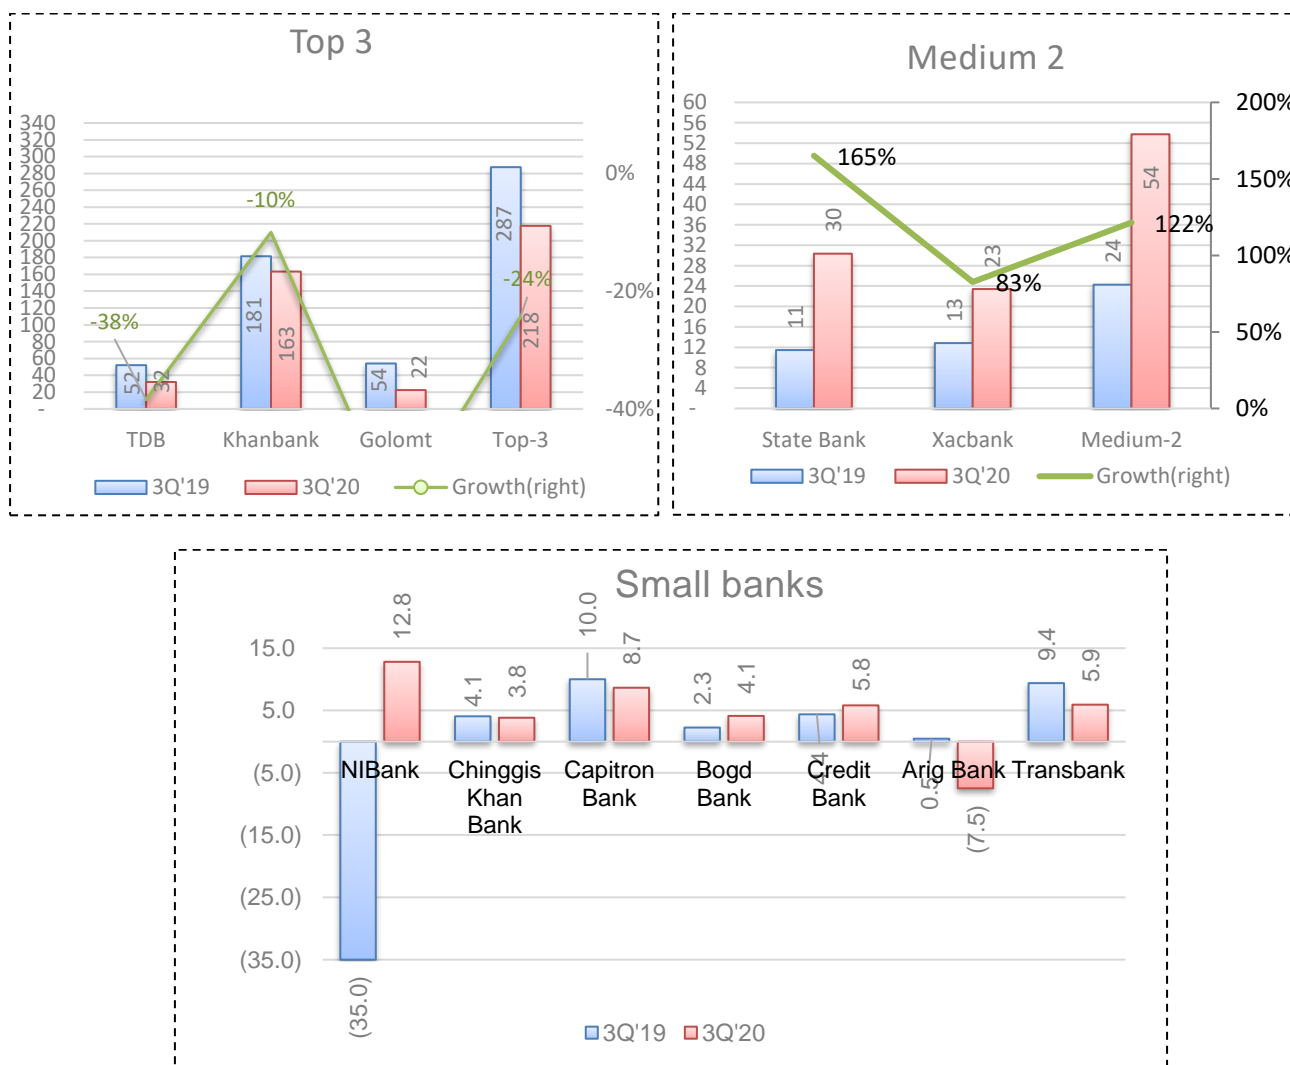 Top 3
340
320
300
280
260
240
220
200
180
160
140
120
100
80
60
40
20
-
0%
-20%
-40%
-38%
-10%
-24%
52
32
181
163
54
22
287
218
TDB
Khanbank
Golomt
Top-3
3Q'19
3Q'20
Growth(right)
Medium 2
60
56
52
48
44
40
36
32
28
24
20
16
12
8
4
-
200%
150%
100%
50%
0%
165%
83%
122%
11
30
13
23
24
54
State Bank
Xacbank
Medium-2
3Q'19
3Q'20
Growth(right)
Small banks
15.0
5.0
(5.0)
(15.0)
(25.0)
(35.0)
(35.0)
12.8
4.1
3.8
10.0
8.7
2.3
4.1
4.4
5.8
0.5
(7.5)
9.4
5.9
NIBank
Chinggis
Khan
Bank
Capitron
Bank
Bogd
Bank
Credit
Bank
Arig Bank
Transbank
3Q'19
3Q'20